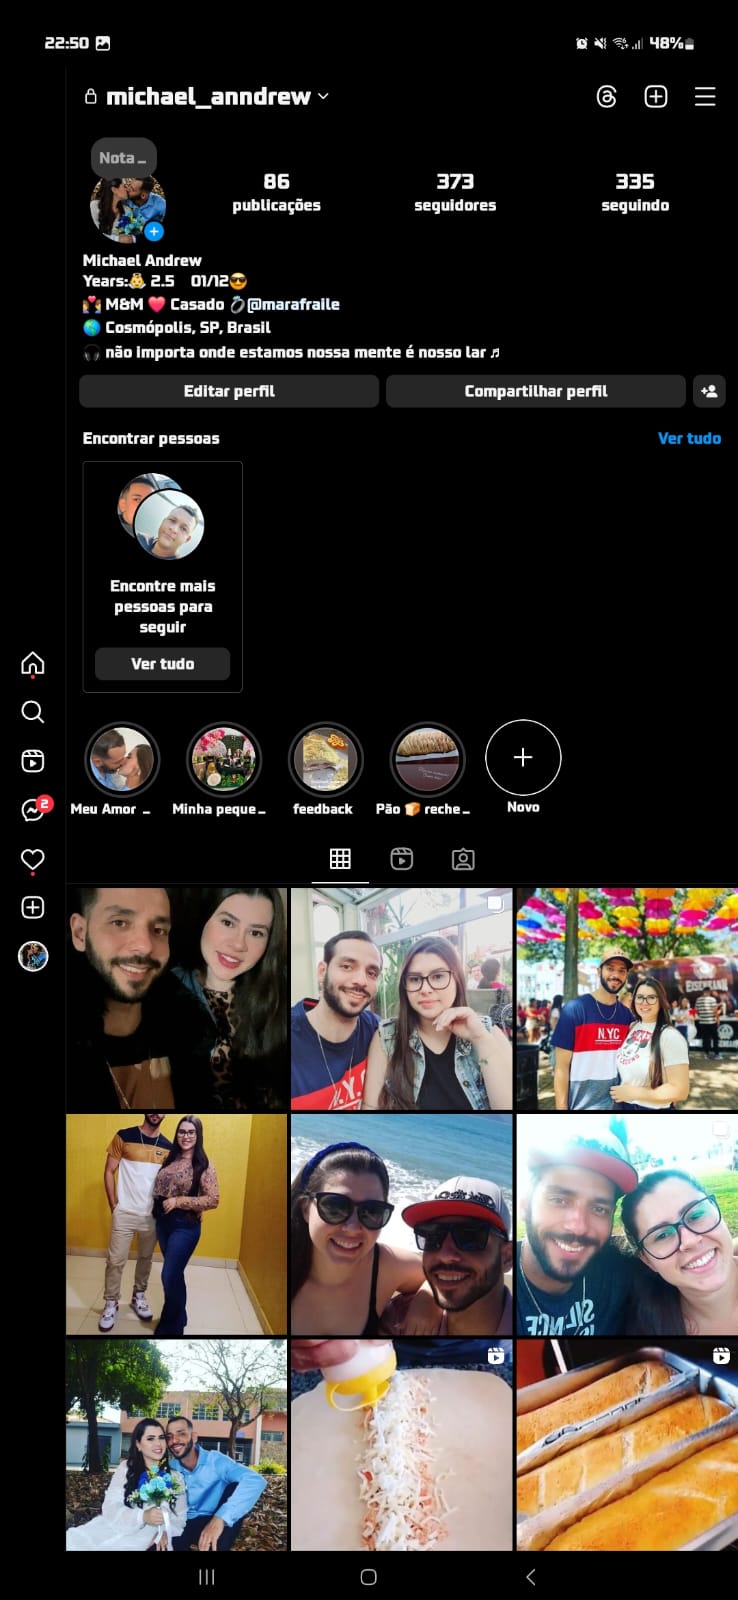 22:50
48%
michael_anndrew
Nota...
86
publicações
373
seguidores
335
seguindo
Michael Andrew
Years:👶 2.5 01/12😎
💏 M&M ❤️ Casado 💍@marafraile
🌎 Cosmópolis, SP, Brasil
🎧 não importa onde estamos nossa mente é nosso lar ♬
Editar perfil
Compartilhar perfil
Encontrar pessoas
Ver tudo
Encontre mais
pessoas para
seguir
Ver tudo
2
Meu Amor ...
Minha peque...
feedback
Pão 🍞 reche...
Novo
N.Y.C
EISENBAHN
N.Y.C
SILENCE